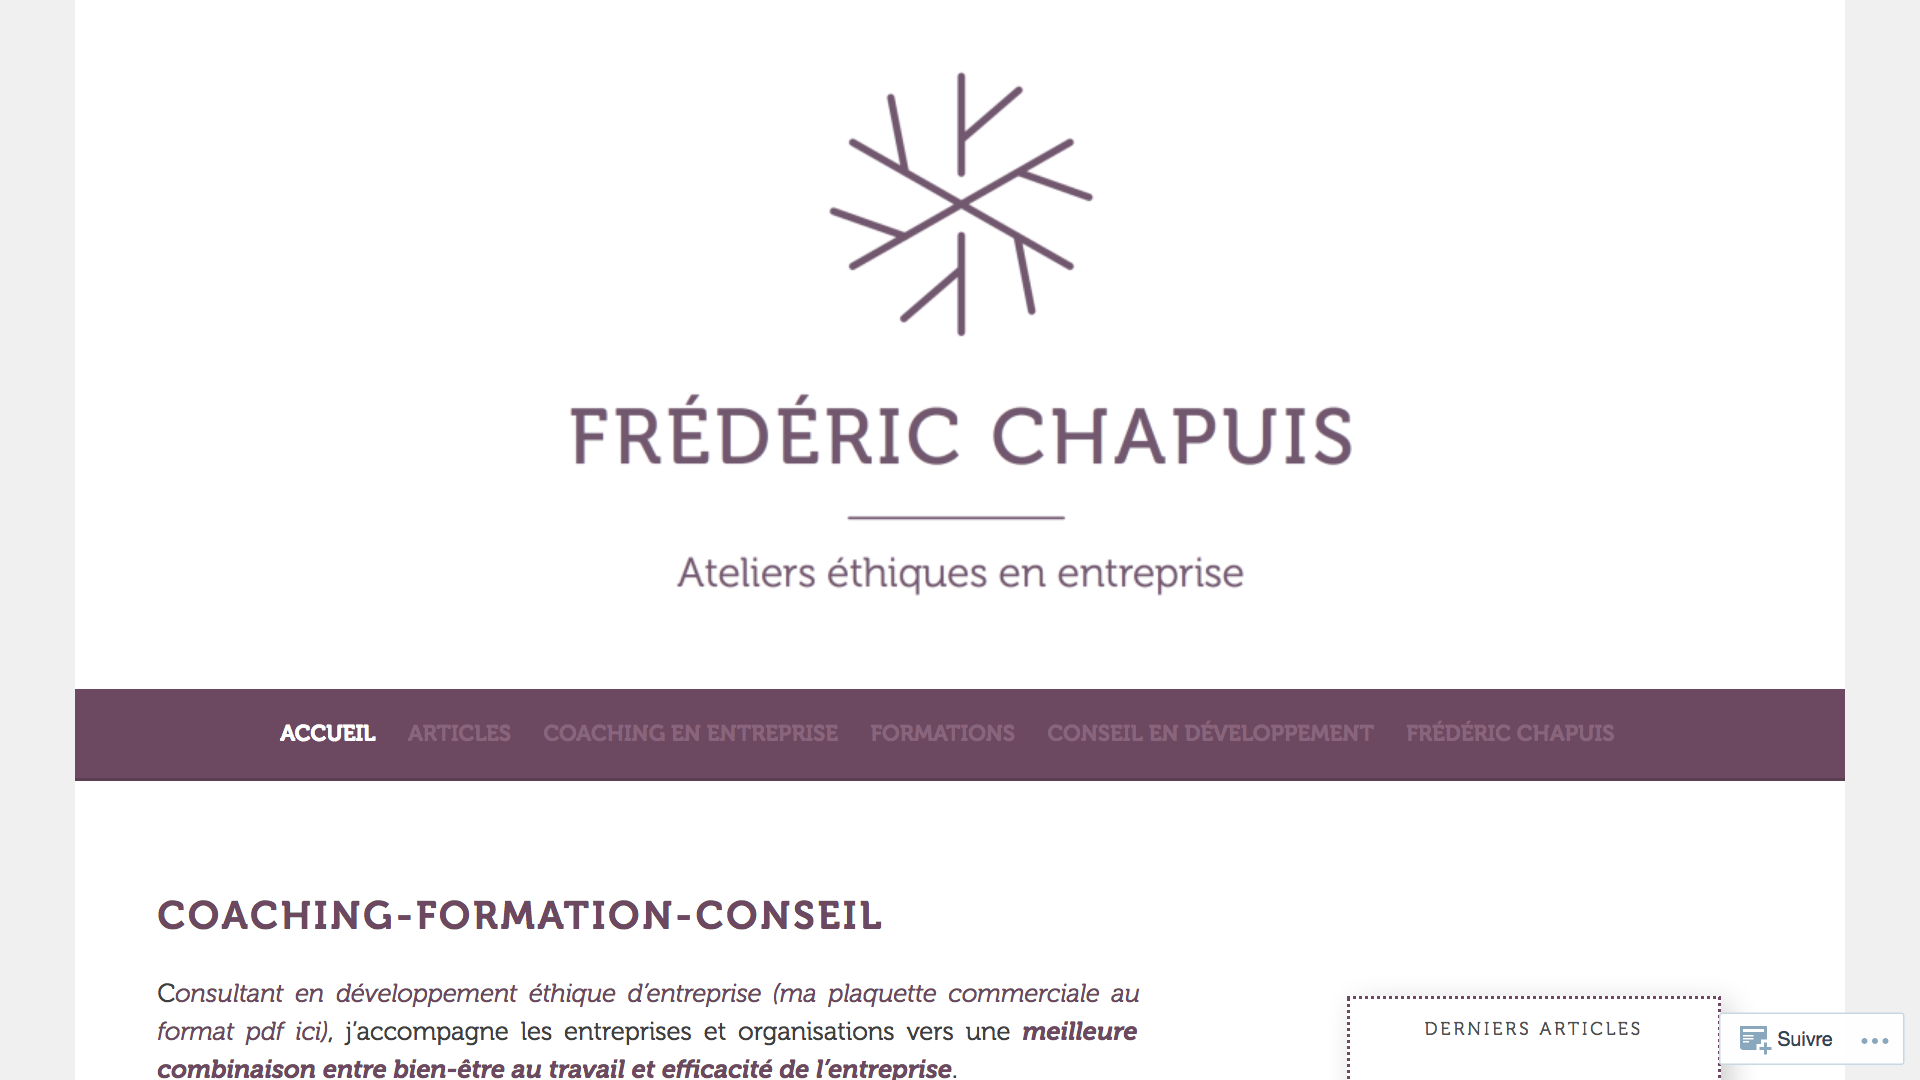 FRÉDÉRIC CHAPUIS
Ateliers éthiques en entreprise
ACCUEIL ARTICLES COACHING EN ENTREPRISE FORMATIONS CONSEIL EN DÉVELOPPEMENT FRÉDÉRIC CHAPUIS
COACHING-FORMATION-CONSEIL
Consultant en développement éthique d’entreprise (ma plaquette commerciale au
format pdf ici), j’accompagne les entreprises et organisations vers une meilleure
combinaison entre bien-être au travail et efficacité de l’entreprise.
DERNIERS ARTICLES
Suivre